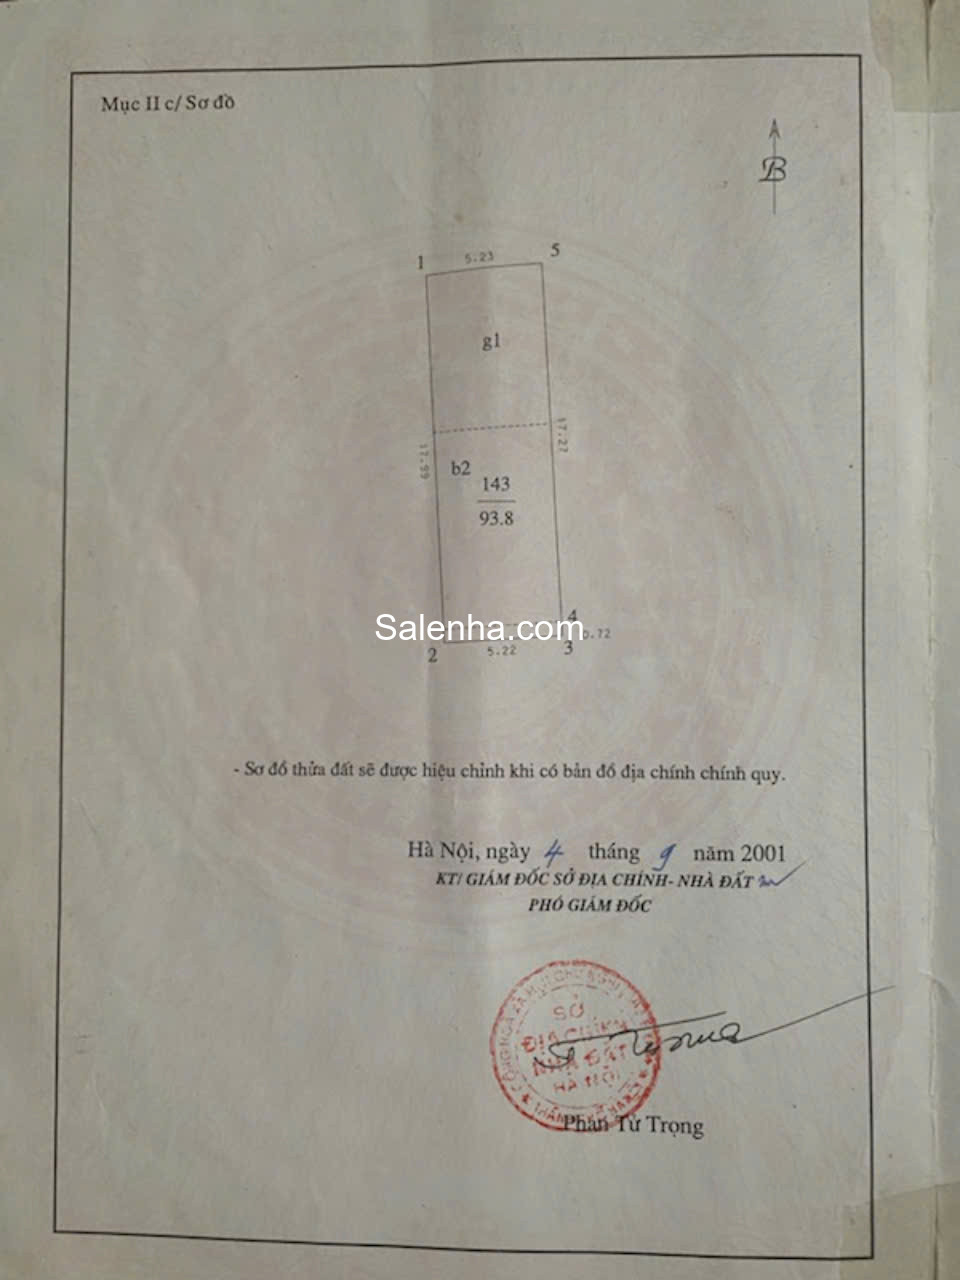 Mục II c/ Sơ đồ
B
1
5.23
5
g1
17.27
17.99
b2
143
93.8
4
Salenha.com
0.72
2
5.22
3
- Sơ đồ thửa đất sẽ được hiệu chỉnh khi có bản đồ địa chính chính quy.
Hà Nội, ngày 4 tháng 9 năm 2001
KT/ GIÁM ĐỐC SỞ ĐỊA CHÍNH- NHÀ ĐẤT
PHÓ GIÁM ĐỐC
SỞ
ĐỊA CHÍNH
NHÀ ĐẤT
HÀ NỘI
Phan Tử Trọng